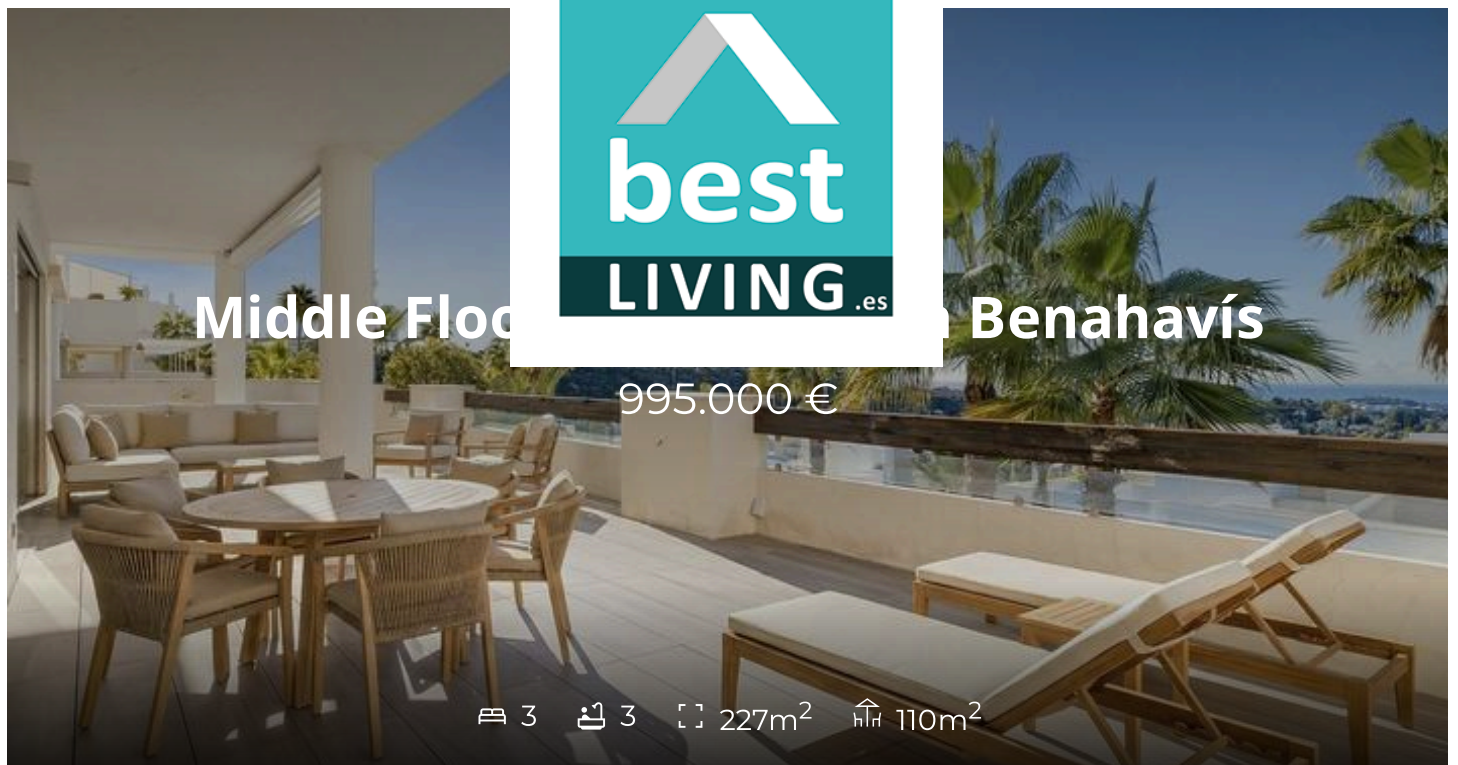 best
LIVING.es
Middle Floo Benahavís
995.000 €
3 3 227m² 110m²